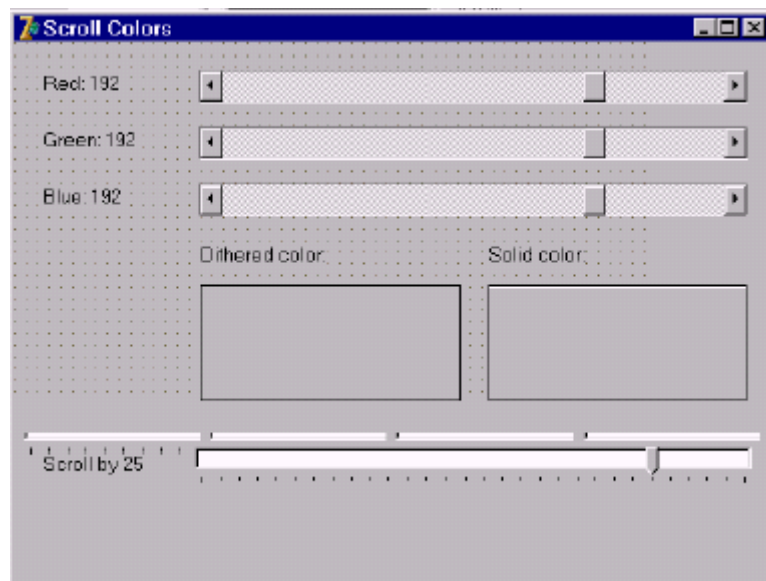 Scroll Colors
Red: 192
Green: 192
Blue: 192
Dithered color: Solid color:
Scroll by 25